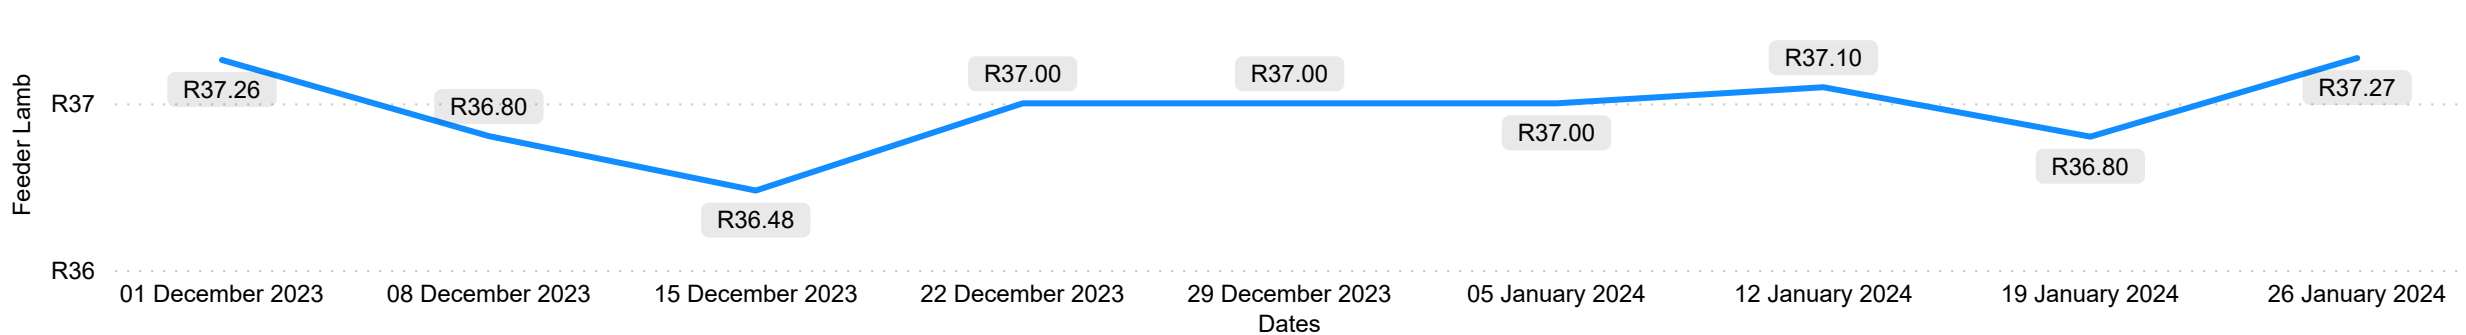 Feeder Lamb
R37
R36
R37.26
R36.80
R36.48
R37.00
R37.00
R37.00
R37.10
R36.80
R37.27
01 December 2023
08 December 2023
15 December 2023
22 December 2023
29 December 2023
05 January 2024
12 January 2024
19 January 2024
26 January 2024
Dates